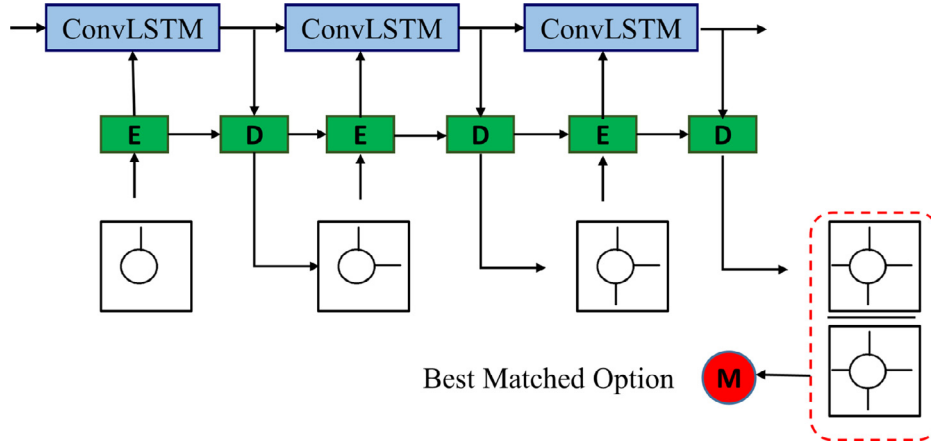 ConvLSTM ConvLSTM ConvLSTM
E D E D E D
Best Matched Option M